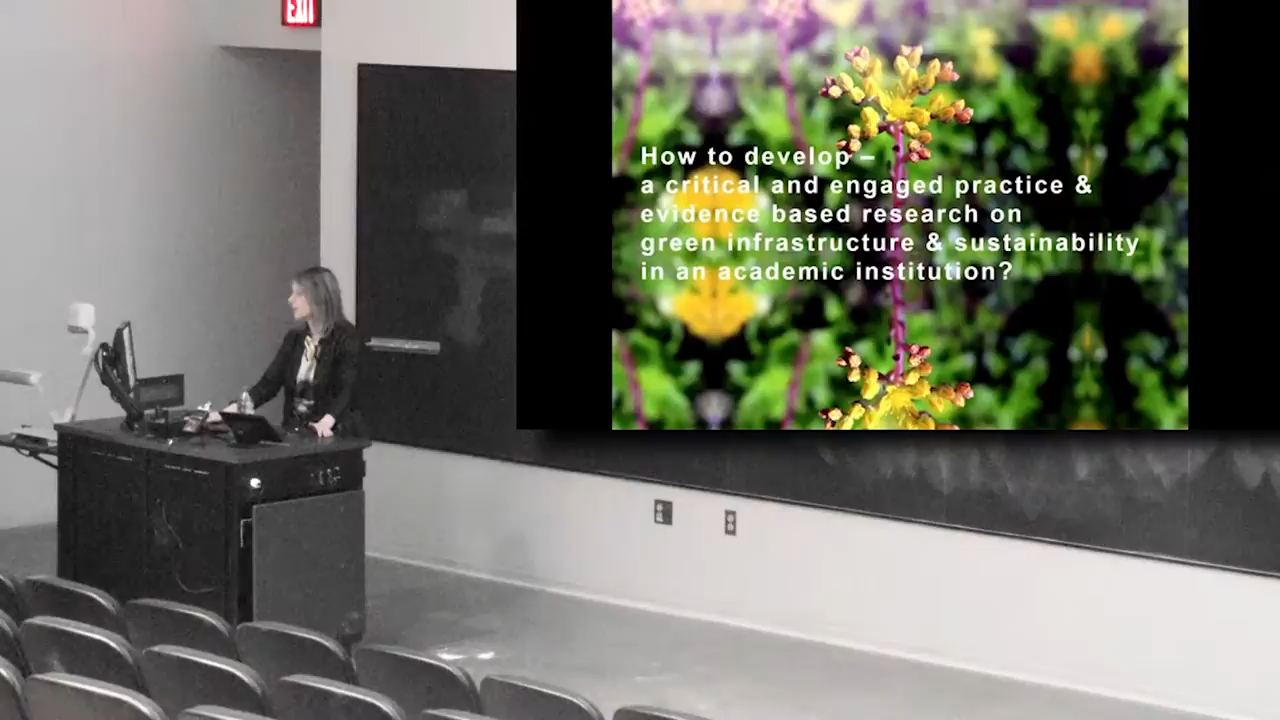 EXIT
How to develop –
a critical and engaged practice &
evidence based research on
green infrastructure & sustainability
in an academic institution?